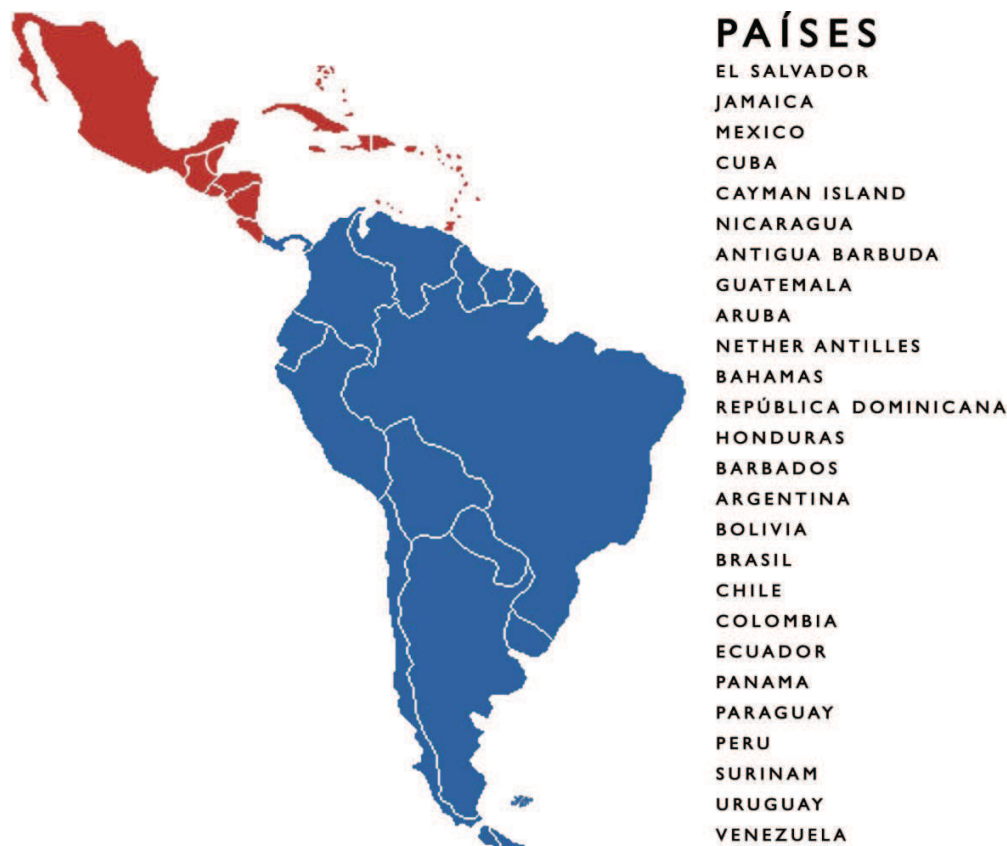 PAÍSES
EL SALVADOR
JAMAICA
MEXICO
CUBA
CAYMAN ISLAND
NICARAGUA
ANTIGUA BARBUDA
GUATEMALA
ARUBA
NETHER ANTILLES
BAHAMAS
REPÚBLICA DOMINICANA
HONDURAS
BARBADOS
ARGENTINA
BOLIVIA
BRASIL
CHILE
COLOMBIA
ECUADOR
PANAMA
PARAGUAY
PERU
SURINAM
URUGUAY
VENEZUELA